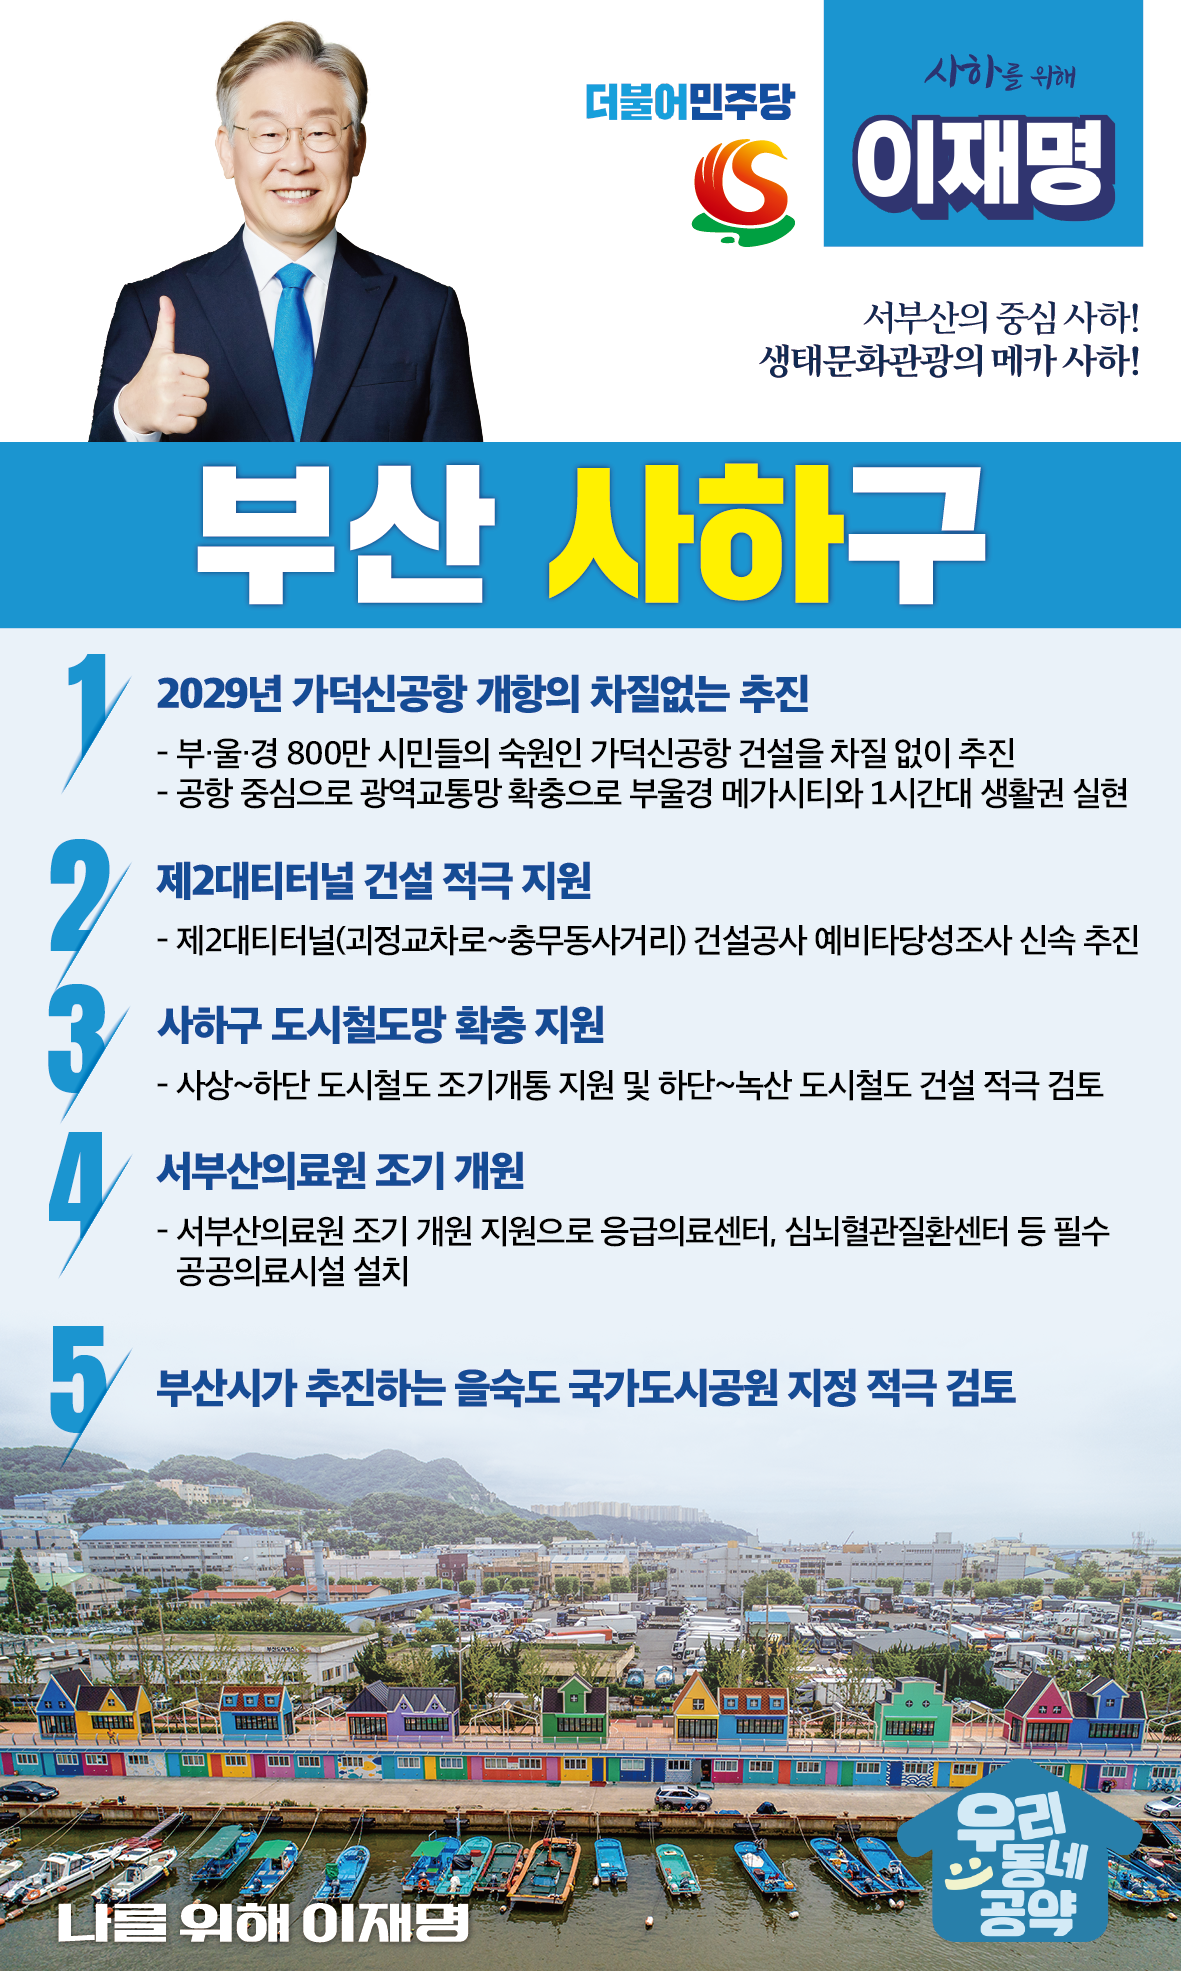 더불어민주당
사하를 위해
이재명
서부산의 중심 사하!
생태문화관광의 메카 사하!
부산 사하구
1
2029년 가덕신공항 개항의 차질없는 추진
- 부·울·경 800만 시민들의 숙원인 가덕신공항 건설을 차질 없이 추진
- 공항 중심으로 광역교통망 확충으로 부울경 메가시티와 1시간대 생활권 실현
2
제2대티터널 건설 적극 지원
- 제2대티터널(괴정교차로~충무동사거리) 건설공사 예비타당성조사 신속 추진
3
사하구 도시철도망 확충 지원
- 사상~하단 도시철도 조기개통 지원 및 하단~녹산 도시철도 건설 적극 검토
4
서부산의료원 조기 개원
- 서부산의료원 조기 개원 지원으로 응급의료센터, 심뇌혈관질환센터 등 필수
공공의료시설 설치
5
부산시가 추진하는 을숙도 국가도시공원 지정 적극 검토
우리
동네
공약
나를 위해 이재명